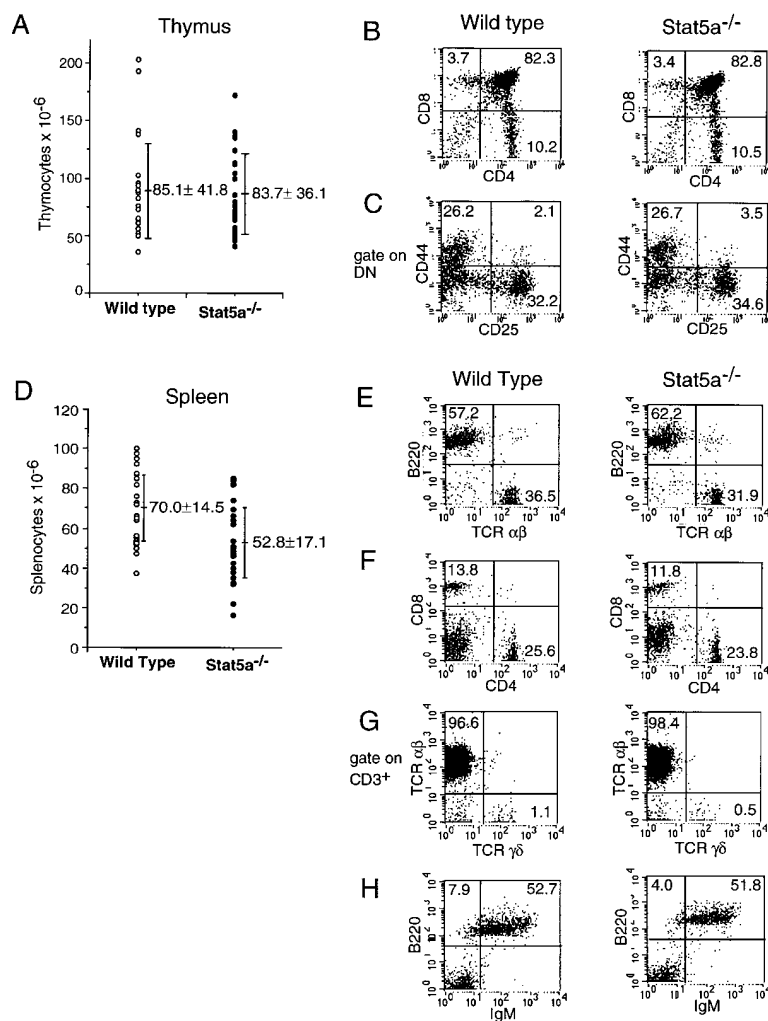 A
Thymus
Thymocytes x 10-6
200
150
100
50
0
85.1± 41.8
83.7± 36.1
Wild type
Stat5a-/-
Wild type
Stat5a-/-
B
3.7
82.3
10.2
CD8
CD4
3.4
82.8
10.5
CD8
CD4
C
gate on
DN
26.2
2.1
32.2
CD44
CD25
26.7
3.5
34.6
CD44
CD25
D
Spleen
Splenocytes x 10-6
120
100
80
60
40
20
0
70.0±14.5
52.8±17.1
Wild Type
Stat5a-/-
Wild Type
Stat5a-/-
E
57.2
36.5
B220
TCR αβ
62.2
31.9
B220
TCR αβ
F
13.8
25.6
CD8
CD4
11.8
23.8
CD8
CD4
G
gate on
CD3+
96.6
1.1
TCR αβ
TCR γδ
98.4
0.5
TCR αβ
TCR γδ
H
7.9
52.7
B220
IgM
4.0
51.8
B220
IgM